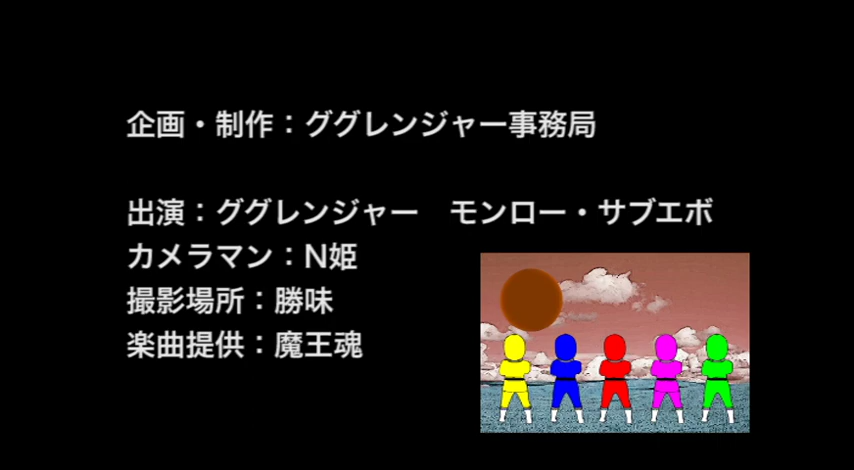 企画・制作：ググレンジャー事務局
出演：ググレンジャー　モンロー・サブエボ
カメラマン：N姫
撮影場所：勝味
楽曲提供：魔王魂